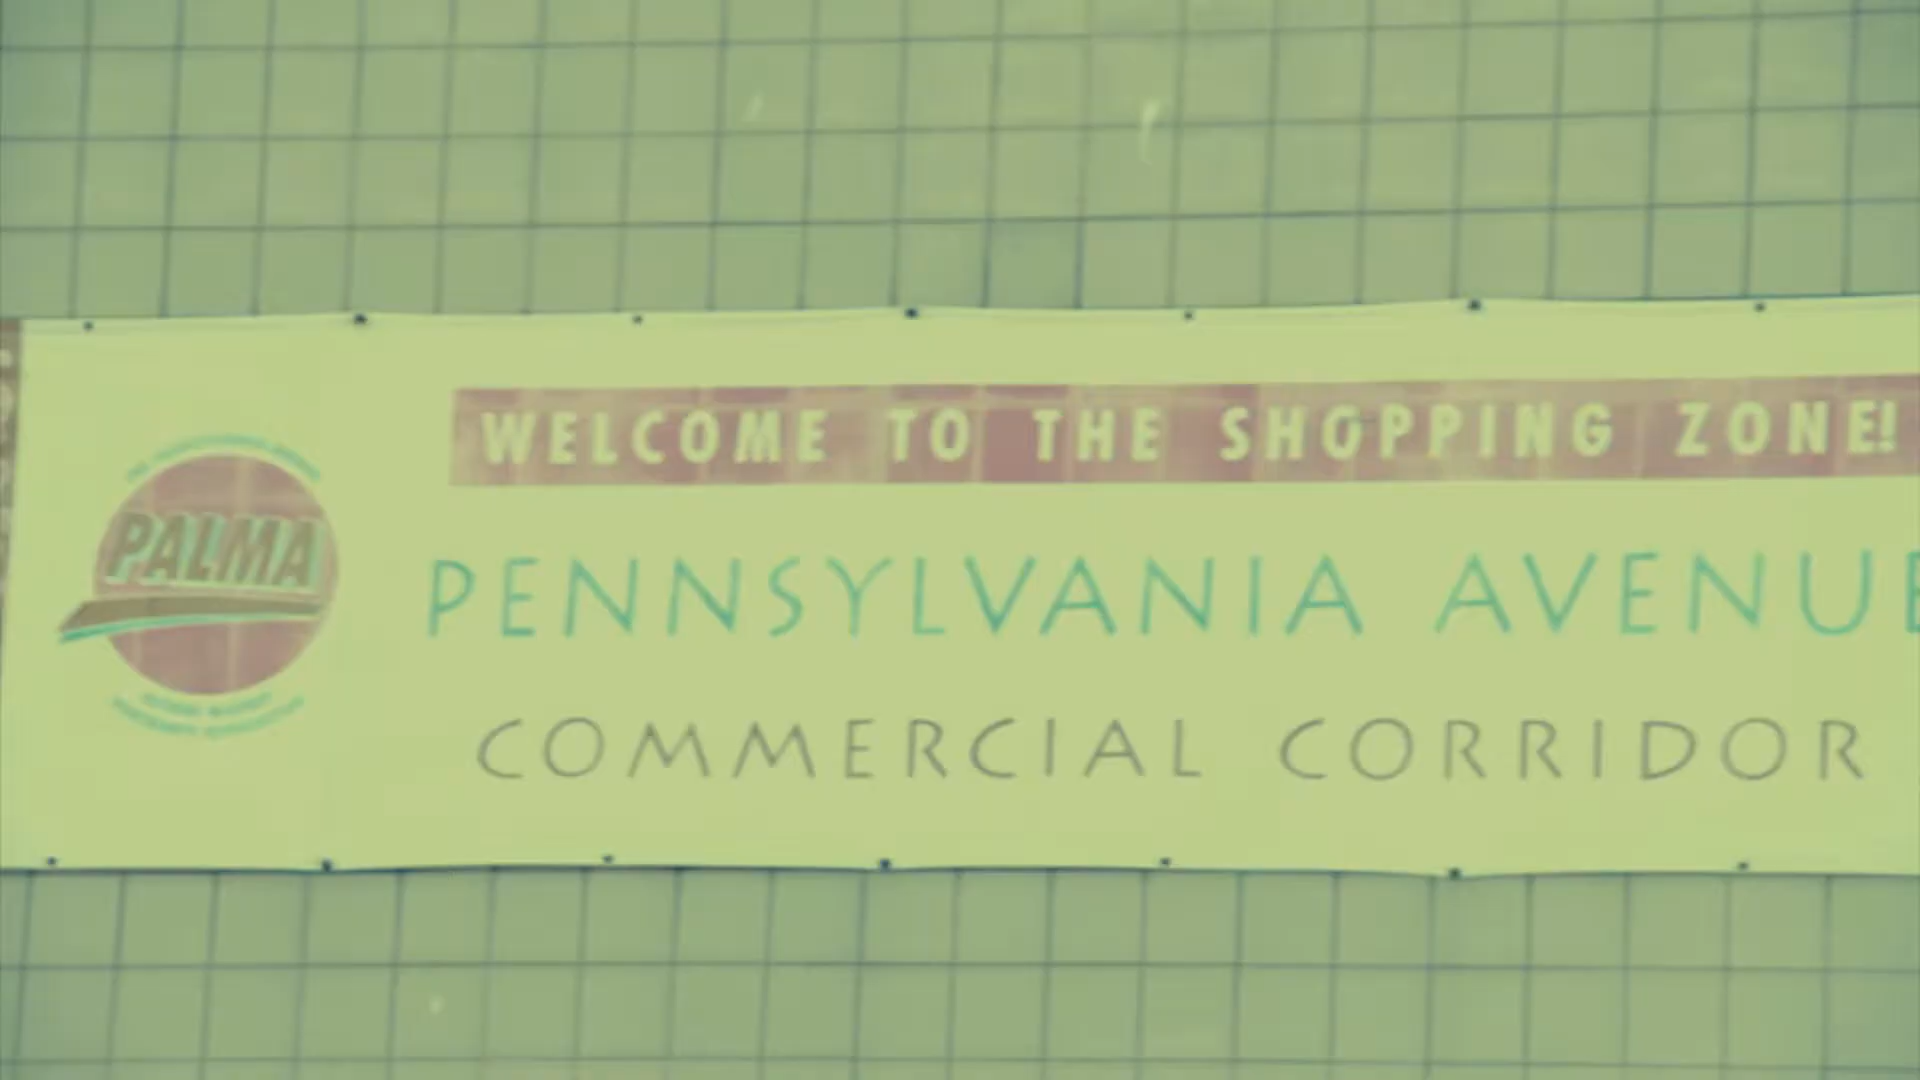 WELCOME TO THE SHOPPING ZONE!
PALMA
PENNSYLVANIA AVENUE
COMMERCIAL CORRIDOR